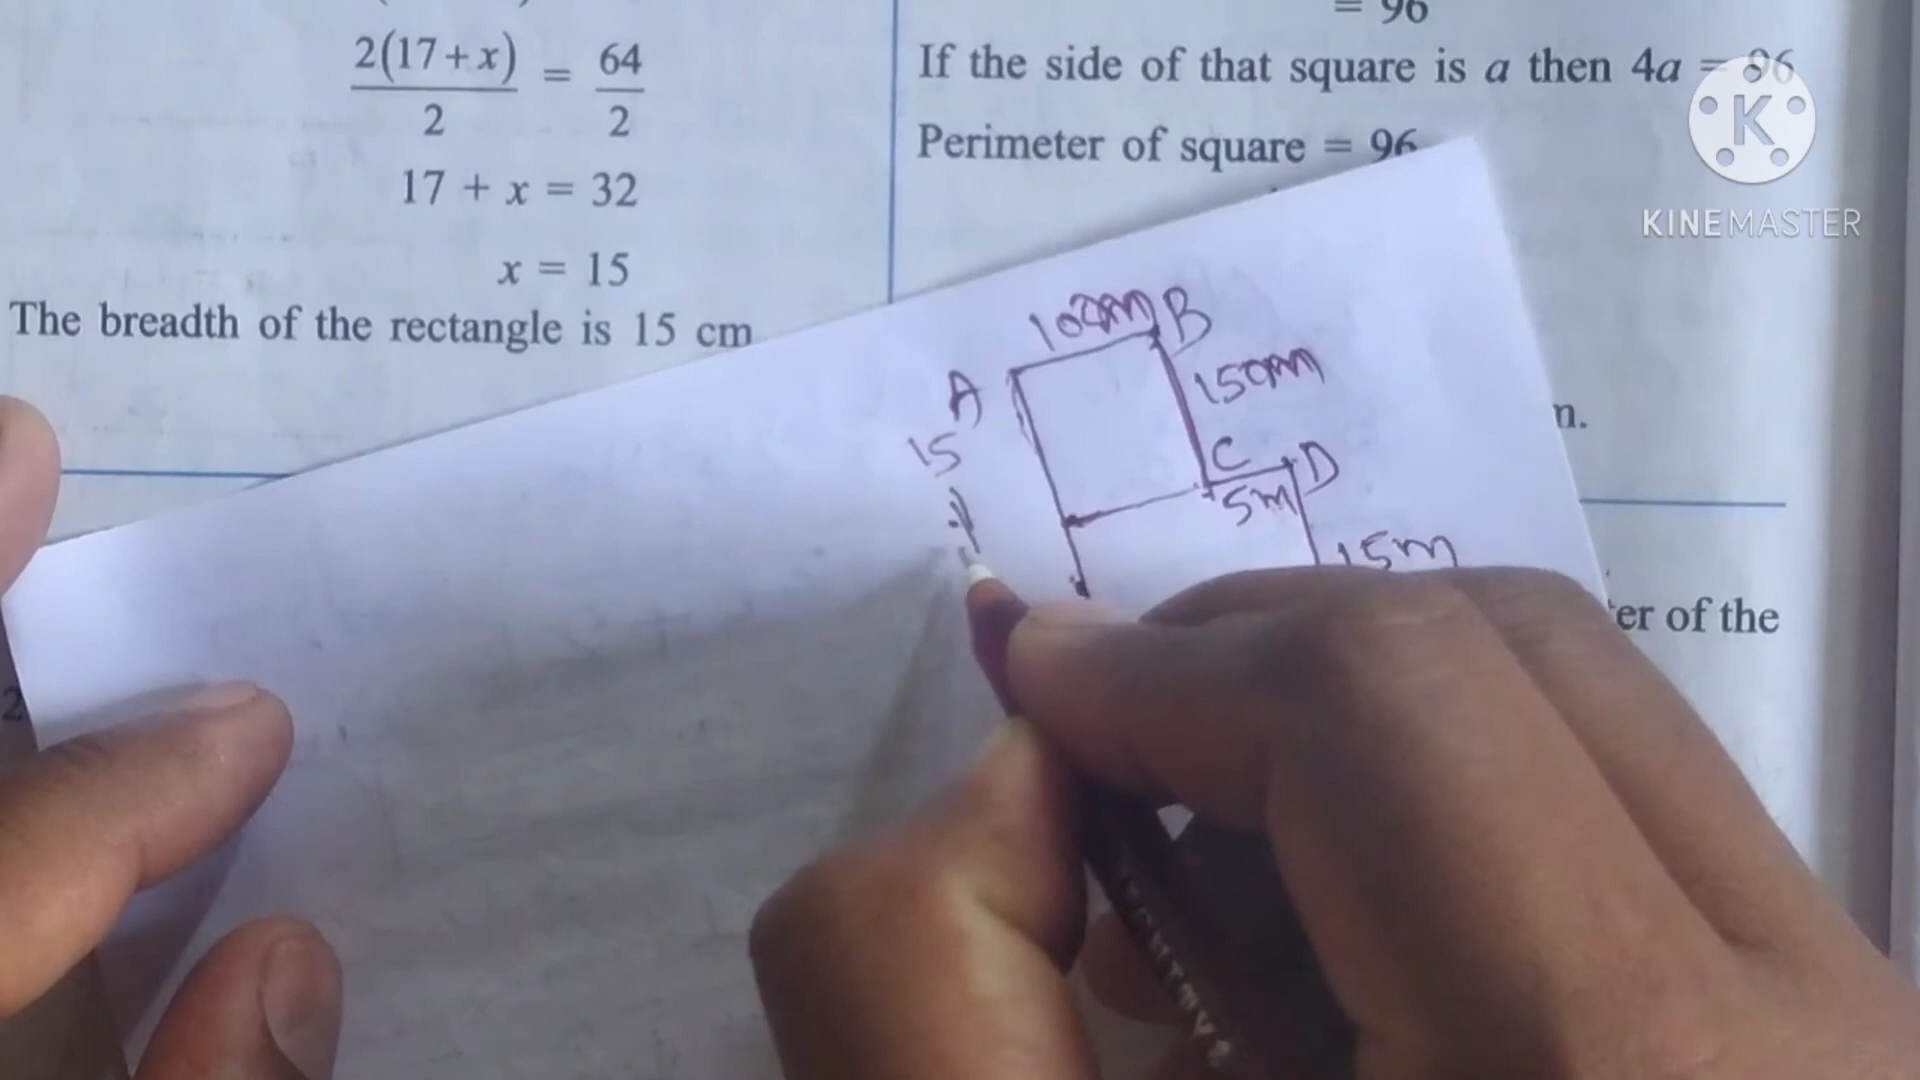 2(17+x)/2 = 64/2
17 + x = 32
x = 15
The breadth of the rectangle is 15 cm
= 96
If the side of that square is a then 4a = 96
Perimeter of square = 96
KINEMASTER
K
10cm B
A
15cm
15
C
D
5m
15m
n.
er of the
2